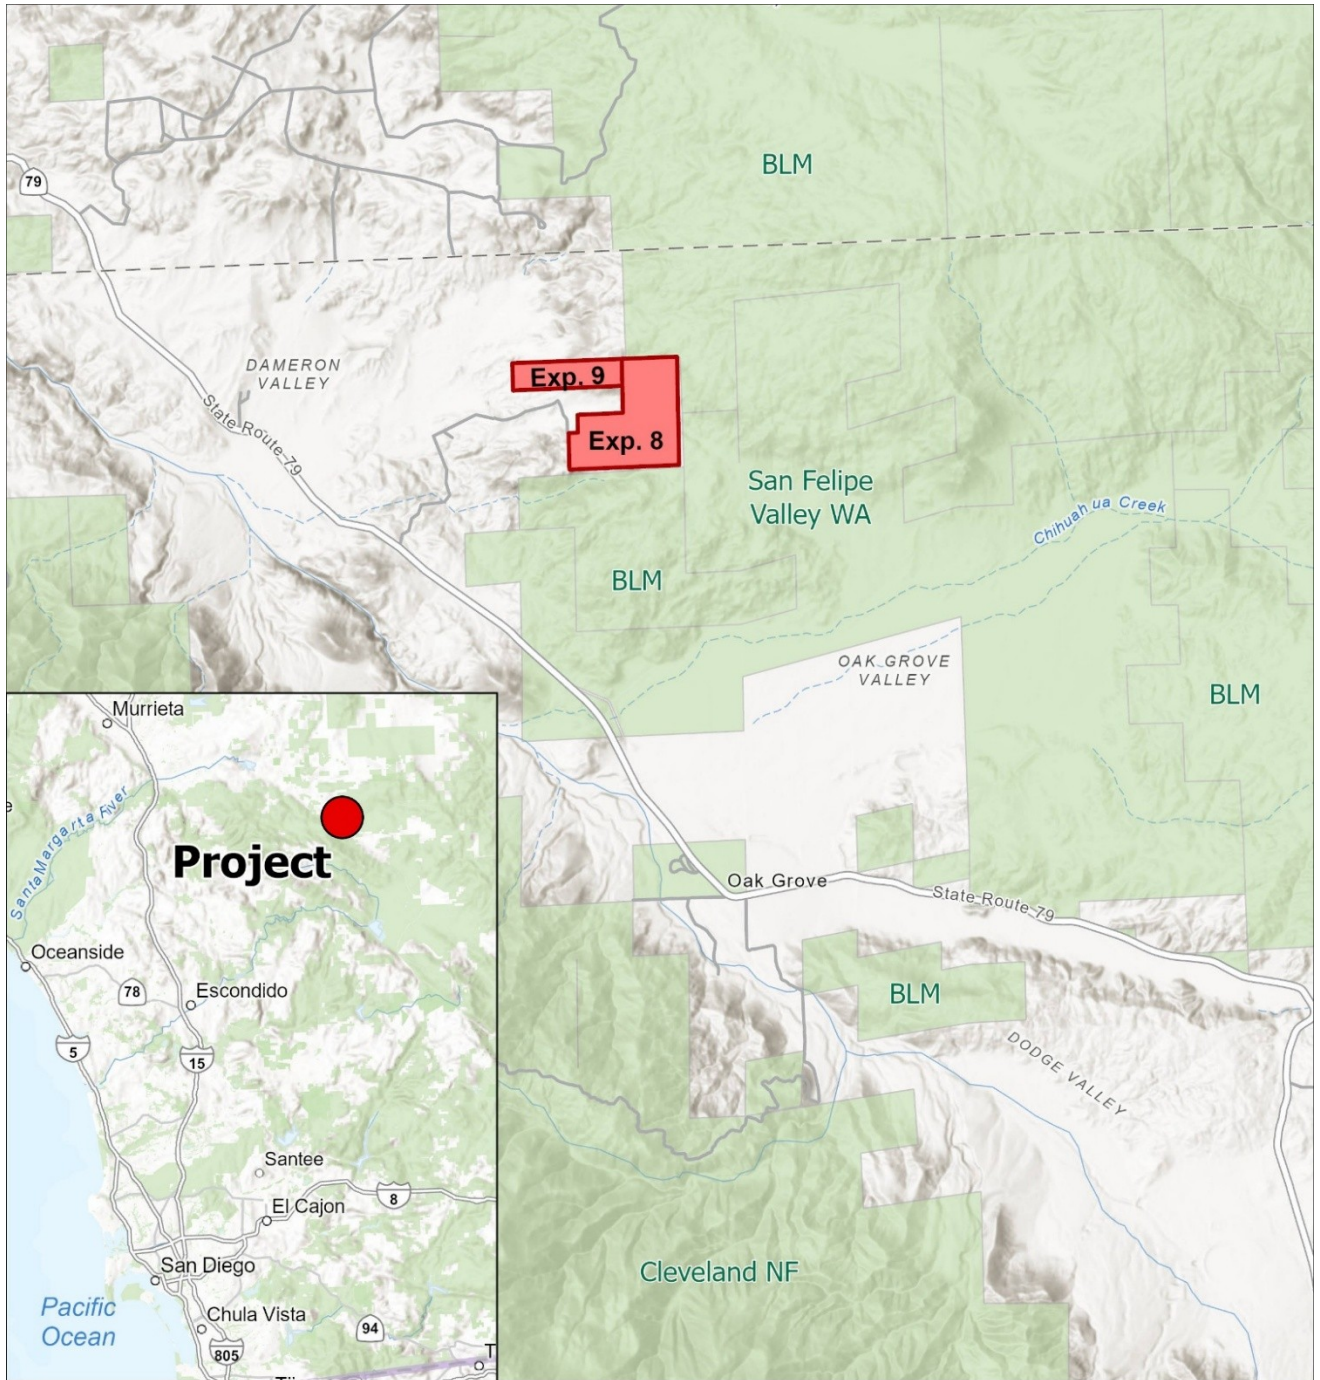 BLM
79
DAMERON
VALLEY
Exp. 9
State Route 79
Exp. 8
San Felipe
Valley WA
Chihuahua Creek
BLM
OAK GROVE
VALLEY
BLM
Oak Grove
State Route 79
BLM
DODGE VALLEY
Cleveland NF
Murrieta
Santa Margarta River
Project
Oceanside
78
Escondido
5
15
Santee
8
El Cajon
San Diego
Pacific
Ocean
Chula Vista
94
805